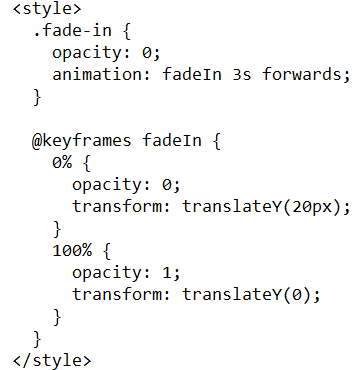 <style>
  .fade-in {
    opacity: 0;
    animation: fadeIn 3s forwards;
  }

  @keyframes fadeIn {
    0% {
      opacity: 0;
      transform: translateY(20px);
    }
    100% {
      opacity: 1;
      transform: translateY(0);
    }
  }
</style>